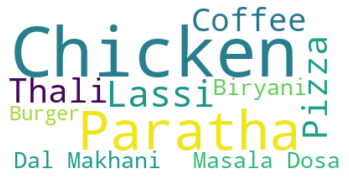 Coffee
Chicken
Thali
Lassi
Biryani
Pizza
Burger
Paratha
Dal Makhani
Masala Dosa